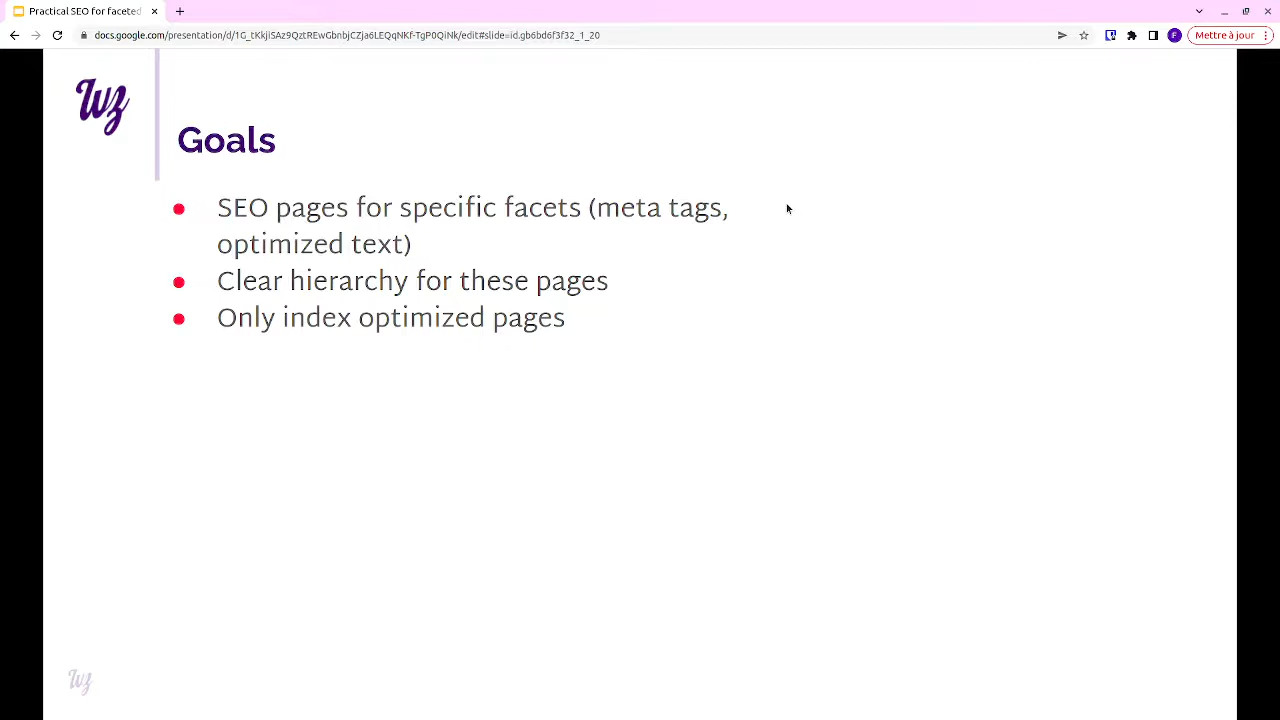 Practical SEO for faceted
docs.google.com/presentation/d/1G_tKkjiSAz9QztREwGbnbjCZja6LEQqNKf-TgP0QiNk/edit#slide=id.gb6bd6f3f32_1_20
F
Mettre à jour
Wz
Goals
SEO pages for specific facets (meta tags,
optimized text)
Clear hierarchy for these pages
Only index optimized pages
Wz